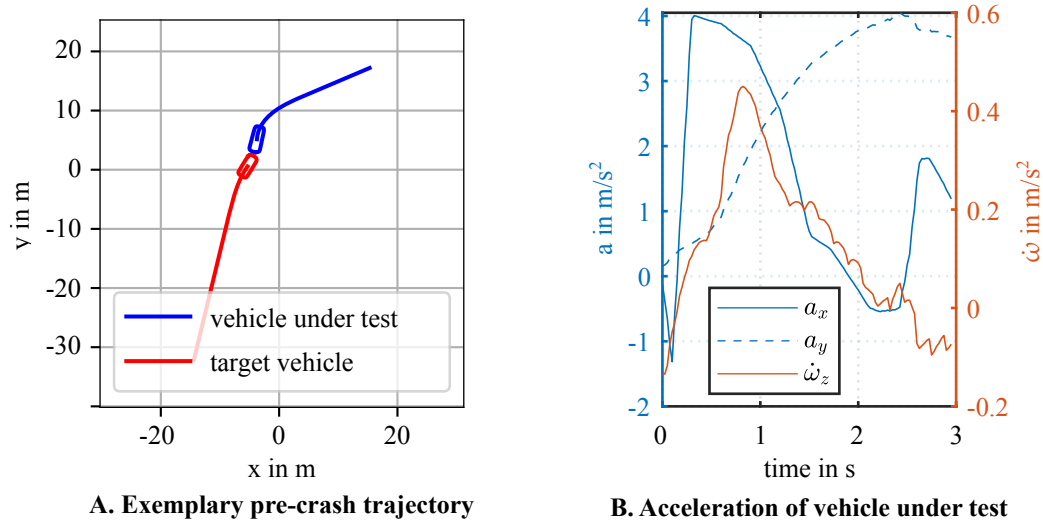 20
10
0
-10
-20
-30
y in m
-20
0
20
x in m
vehicle under test
target vehicle
A. Exemplary pre-crash trajectory
4
3
2
1
0
-1
-2
a in m/s²
0.6
0.4
0.2
0
-0.2
ω̇ in m/s²
0
1
2
3
time in s
a_x
a_y
ω̇_z
B. Acceleration of vehicle under test